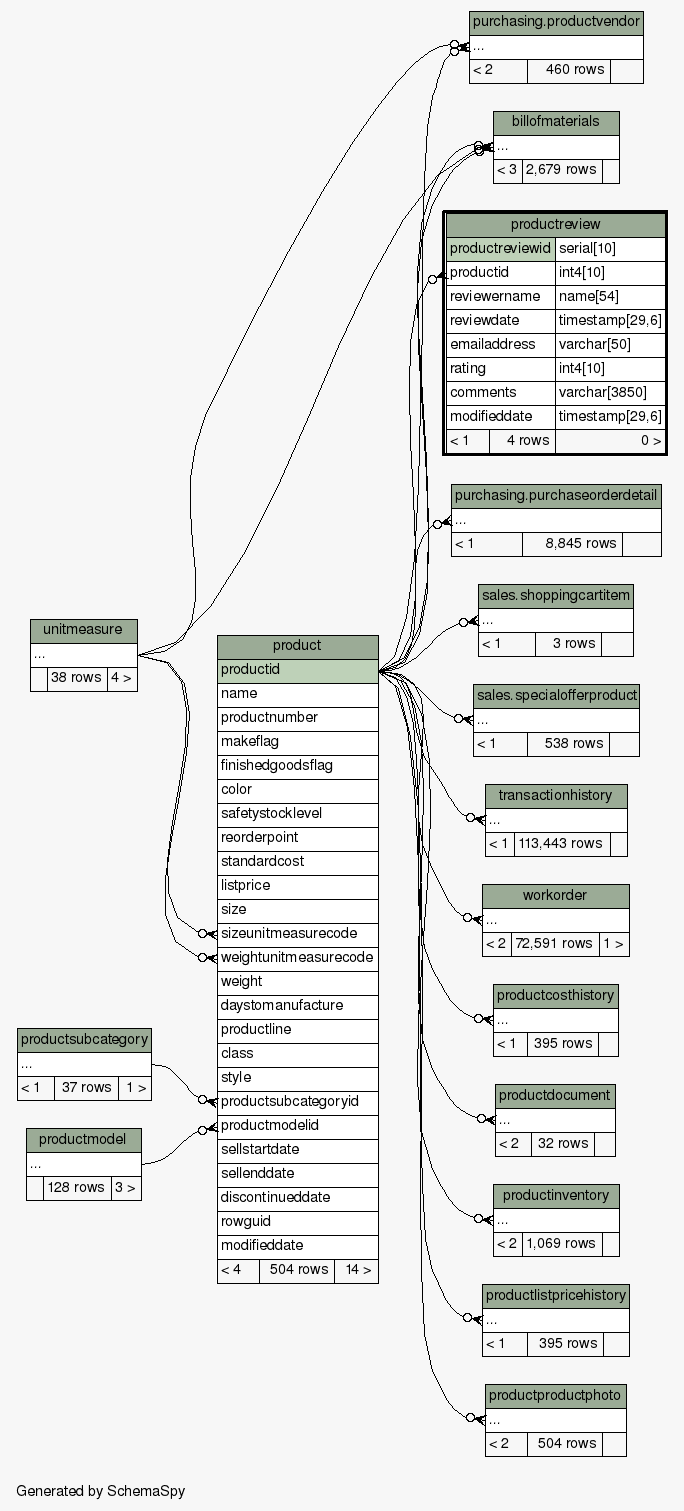 purchasing.productvendor
...
< 2 460 rows
billofmaterials
...
< 3 2,679 rows
productreview
productreviewid serial[10]
productid int4[10]
reviewername name[54]
reviewdate timestamp[29,6]
emailaddress varchar[50]
rating int4[10]
comments varchar[3850]
modifieddate timestamp[29,6]
< 1 4 rows 0 >
purchasing.purchaseorderdetail
...
< 1 8,845 rows
sales.shoppingcartitem
...
< 1 3 rows
unitmeasure
...
38 rows 4 >
product
productid
name
productnumber
makeflag
finishedgoodsflag
color
safetystocklevel
reorderpoint
standardcost
listprice
size
sizeunitmeasurecode
weightunitmeasurecode
weight
daystomanufacture
productline
class
style
productsubcategoryid
productmodelid
sellstartdate
sellenddate
discontinueddate
rowguid
modifieddate
< 4 504 rows 14 >
sales.specialofferproduct
...
< 1 538 rows
transactionhistory
...
< 1 113,443 rows
workorder
...
< 2 72,591 rows 1 >
productcosthistory
...
< 1 395 rows
productsubcategory
...
< 1 37 rows 1 >
productdocument
...
< 2 32 rows
productmodel
...
128 rows 3 >
productinventory
...
< 2 1,069 rows
productlistpricehistory
...
< 1 395 rows
productproductphoto
...
< 2 504 rows
Generated by SchemaSpy